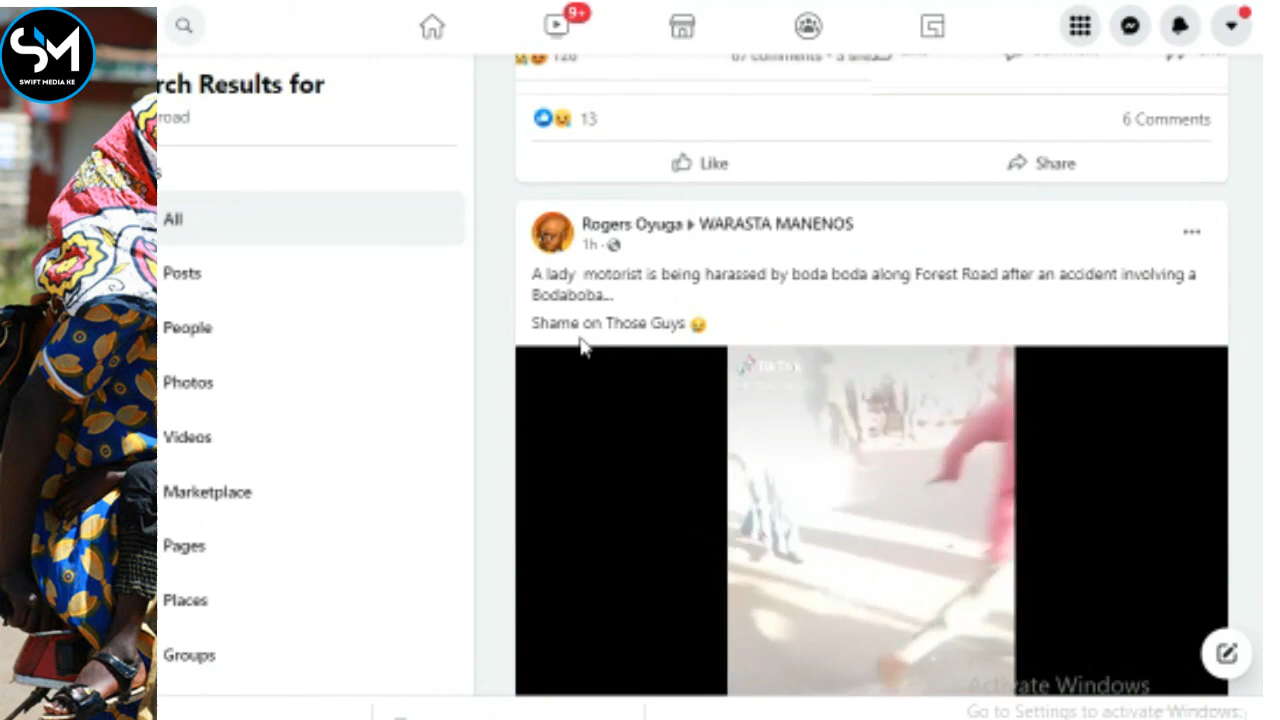 SM
SWIFT MEDIA KE
9+
rch Results for
road
s
All
Posts
People
Photos
Videos
Marketplace
Pages
Places
Groups
13
6 Comments
Like
Share
Rogers Oyuga WARASTA MANENOS
1h ·
A lady motorist is being harassed by boda boda along Forest Road after an accident involving a
Bodaboba...
Shame on Those Guys
TikTok
Activate Windows
Go to Settings to activate Windows.